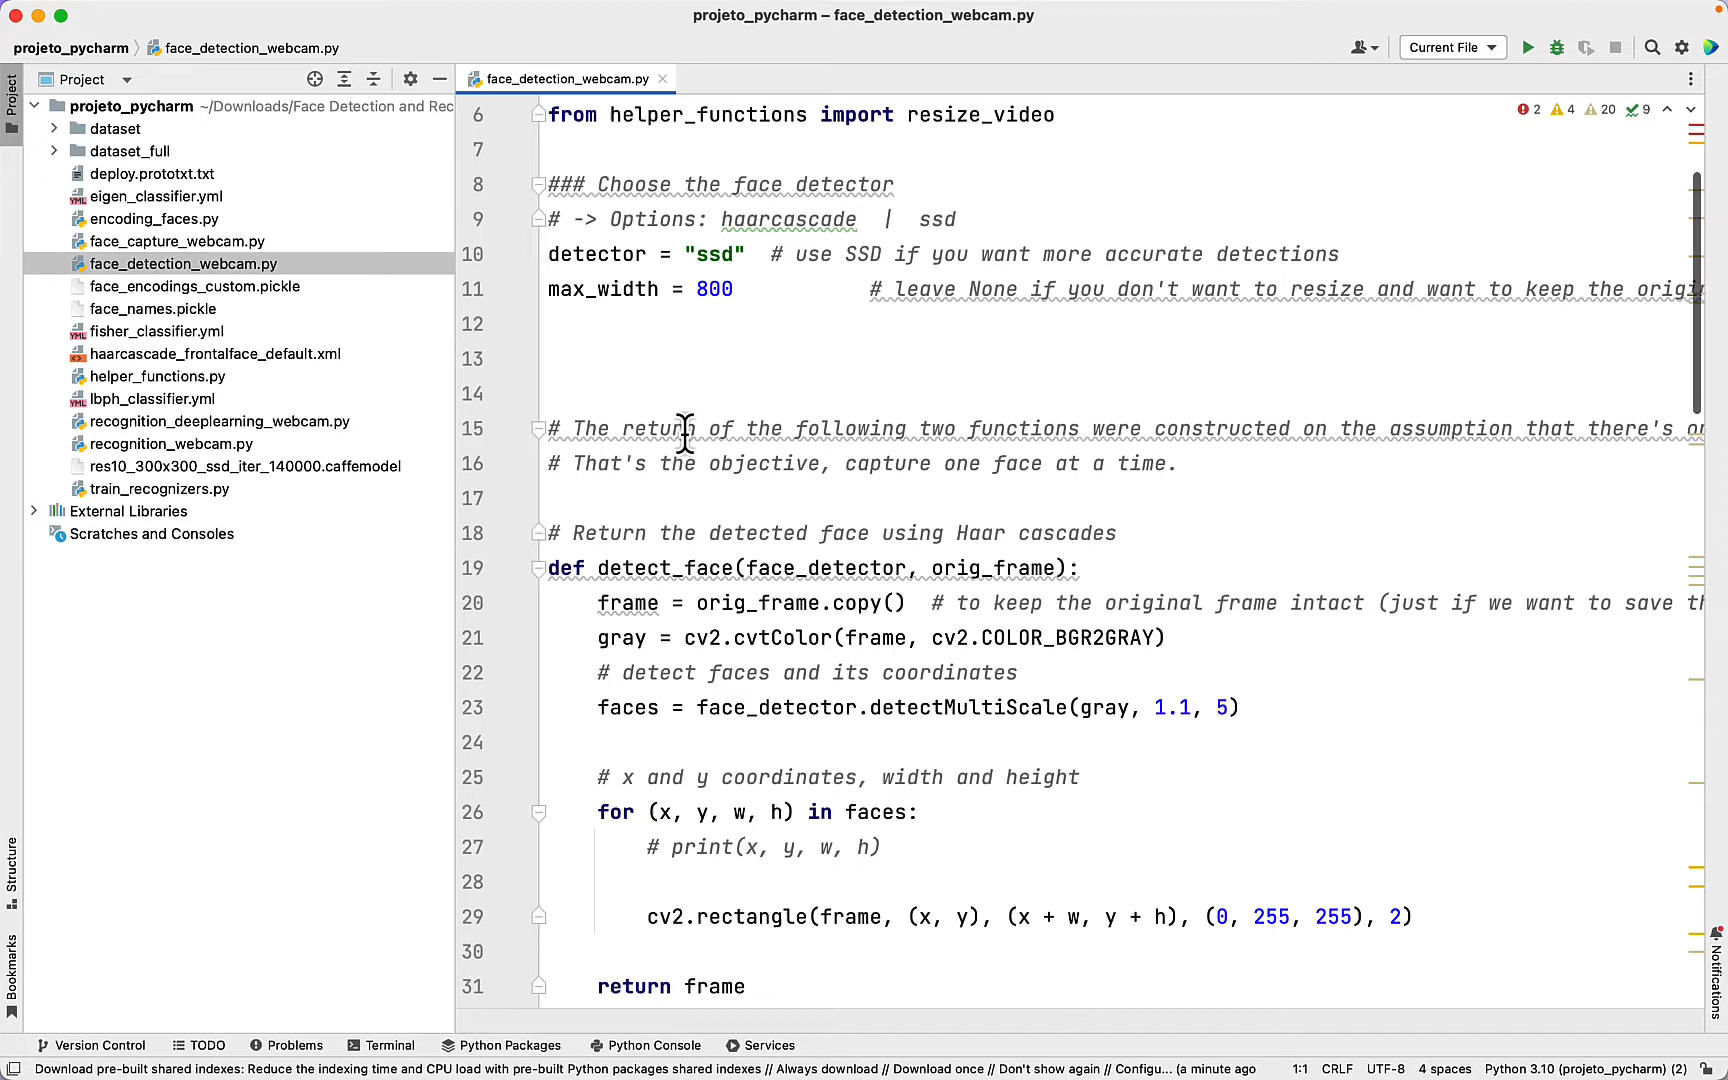 projeto_pycharm – face_detection_webcam.py
projeto_pycharm face_detection_webcam.py
Current File
Project
Project
face_detection_webcam.py
projeto_pycharm ~/Downloads/Face Detection and Rec
dataset
dataset_full
deploy.prototxt.txt
eigen_classifier.yml
encoding_faces.py
face_capture_webcam.py
face_detection_webcam.py
face_encodings_custom.pickle
face_names.pickle
fisher_classifier.yml
haarcascade_frontalface_default.xml
helper_functions.py
lbph_classifier.yml
recognition_deeplearning_webcam.py
recognition_webcam.py
res10_300x300_ssd_iter_140000.caffemodel
train_recognizers.py
External Libraries
Scratches and Consoles
2 4 20 9
6 from helper_functions import resize_video
7
8 ### Choose the face detector
9 # -> Options: haarcascade | ssd
10 detector = "ssd" # use SSD if you want more accurate detections
11 max_width = 800 # leave None if you don't want to resize and want to keep the origi
12
13
14
15 # The return of the following two functions were constructed on the assumption that there's o
16 # That's the objective, capture one face at a time.
17
18 # Return the detected face using Haar cascades
19 def detect_face(face_detector, orig_frame):
20 frame = orig_frame.copy() # to keep the original frame intact (just if we want to save t
21 gray = cv2.cvtColor(frame, cv2.COLOR_BGR2GRAY)
22 # detect faces and its coordinates
23 faces = face_detector.detectMultiScale(gray, 1.1, 5)
24
25 # x and y coordinates, width and height
26 for (x, y, w, h) in faces:
27 # print(x, y, w, h)
28
29 cv2.rectangle(frame, (x, y), (x + w, y + h), (0, 255, 255), 2)
30
31 return frame
Structure
Bookmarks
Notifications
Version Control TODO Problems Terminal Python Packages Python Console Services
Download pre-built shared indexes: Reduce the indexing time and CPU load with pre-built Python packages shared indexes // Always download // Download once // Don't show again // Configu... (a minute ago 1:1 CRLF UTF-8 4 spaces Python 3.10 (projeto_pycharm) (2)